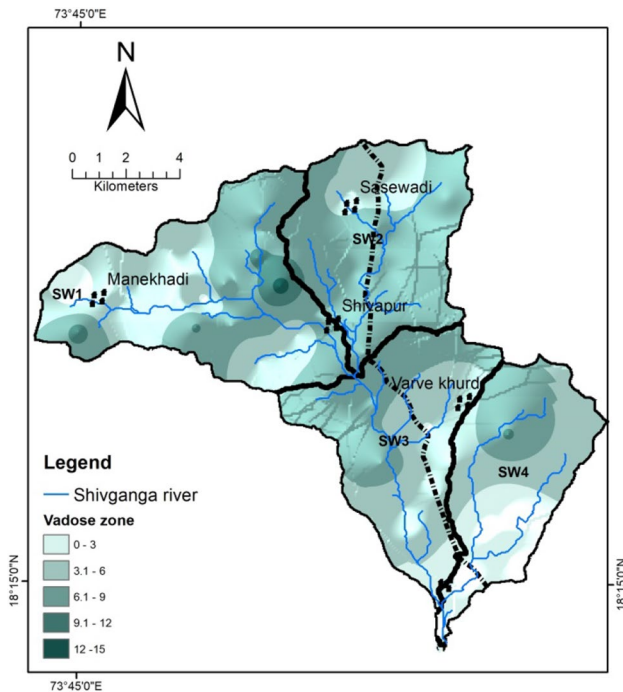 73°45'0"E
N
0 1 2 4
Kilometers
Sasewadi
SW2
Manekhadi
SW1
Shivapur
Varve khurd
SW3
SW4
Legend
Shivganga river
Vadose zone
0 - 3
3.1 - 6
6.1 - 9
9.1 - 12
12 -15
18°15'0"N
18°15'0"N
73°45'0"E